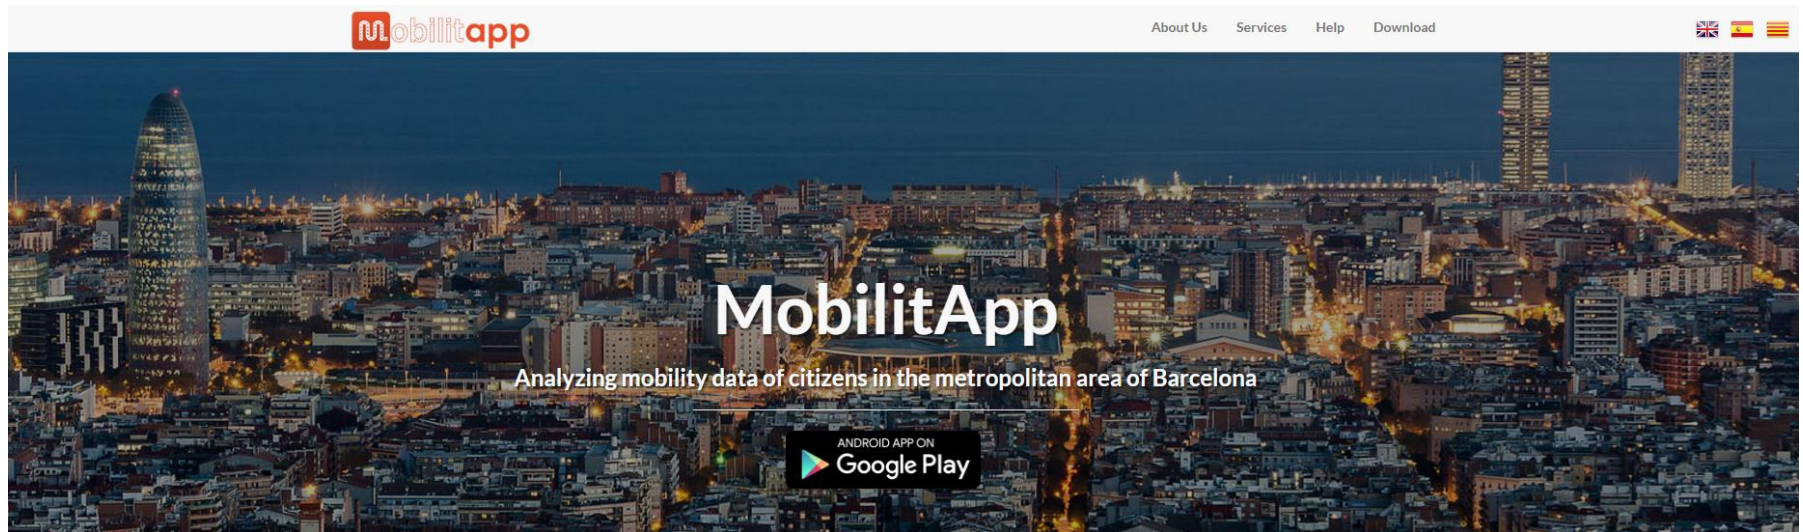 mobilitapp
About Us Services Help Download
MobilitApp
Analyzing mobility data of citizens in the metropolitan area of Barcelona
ANDROID APP ON
Google Play